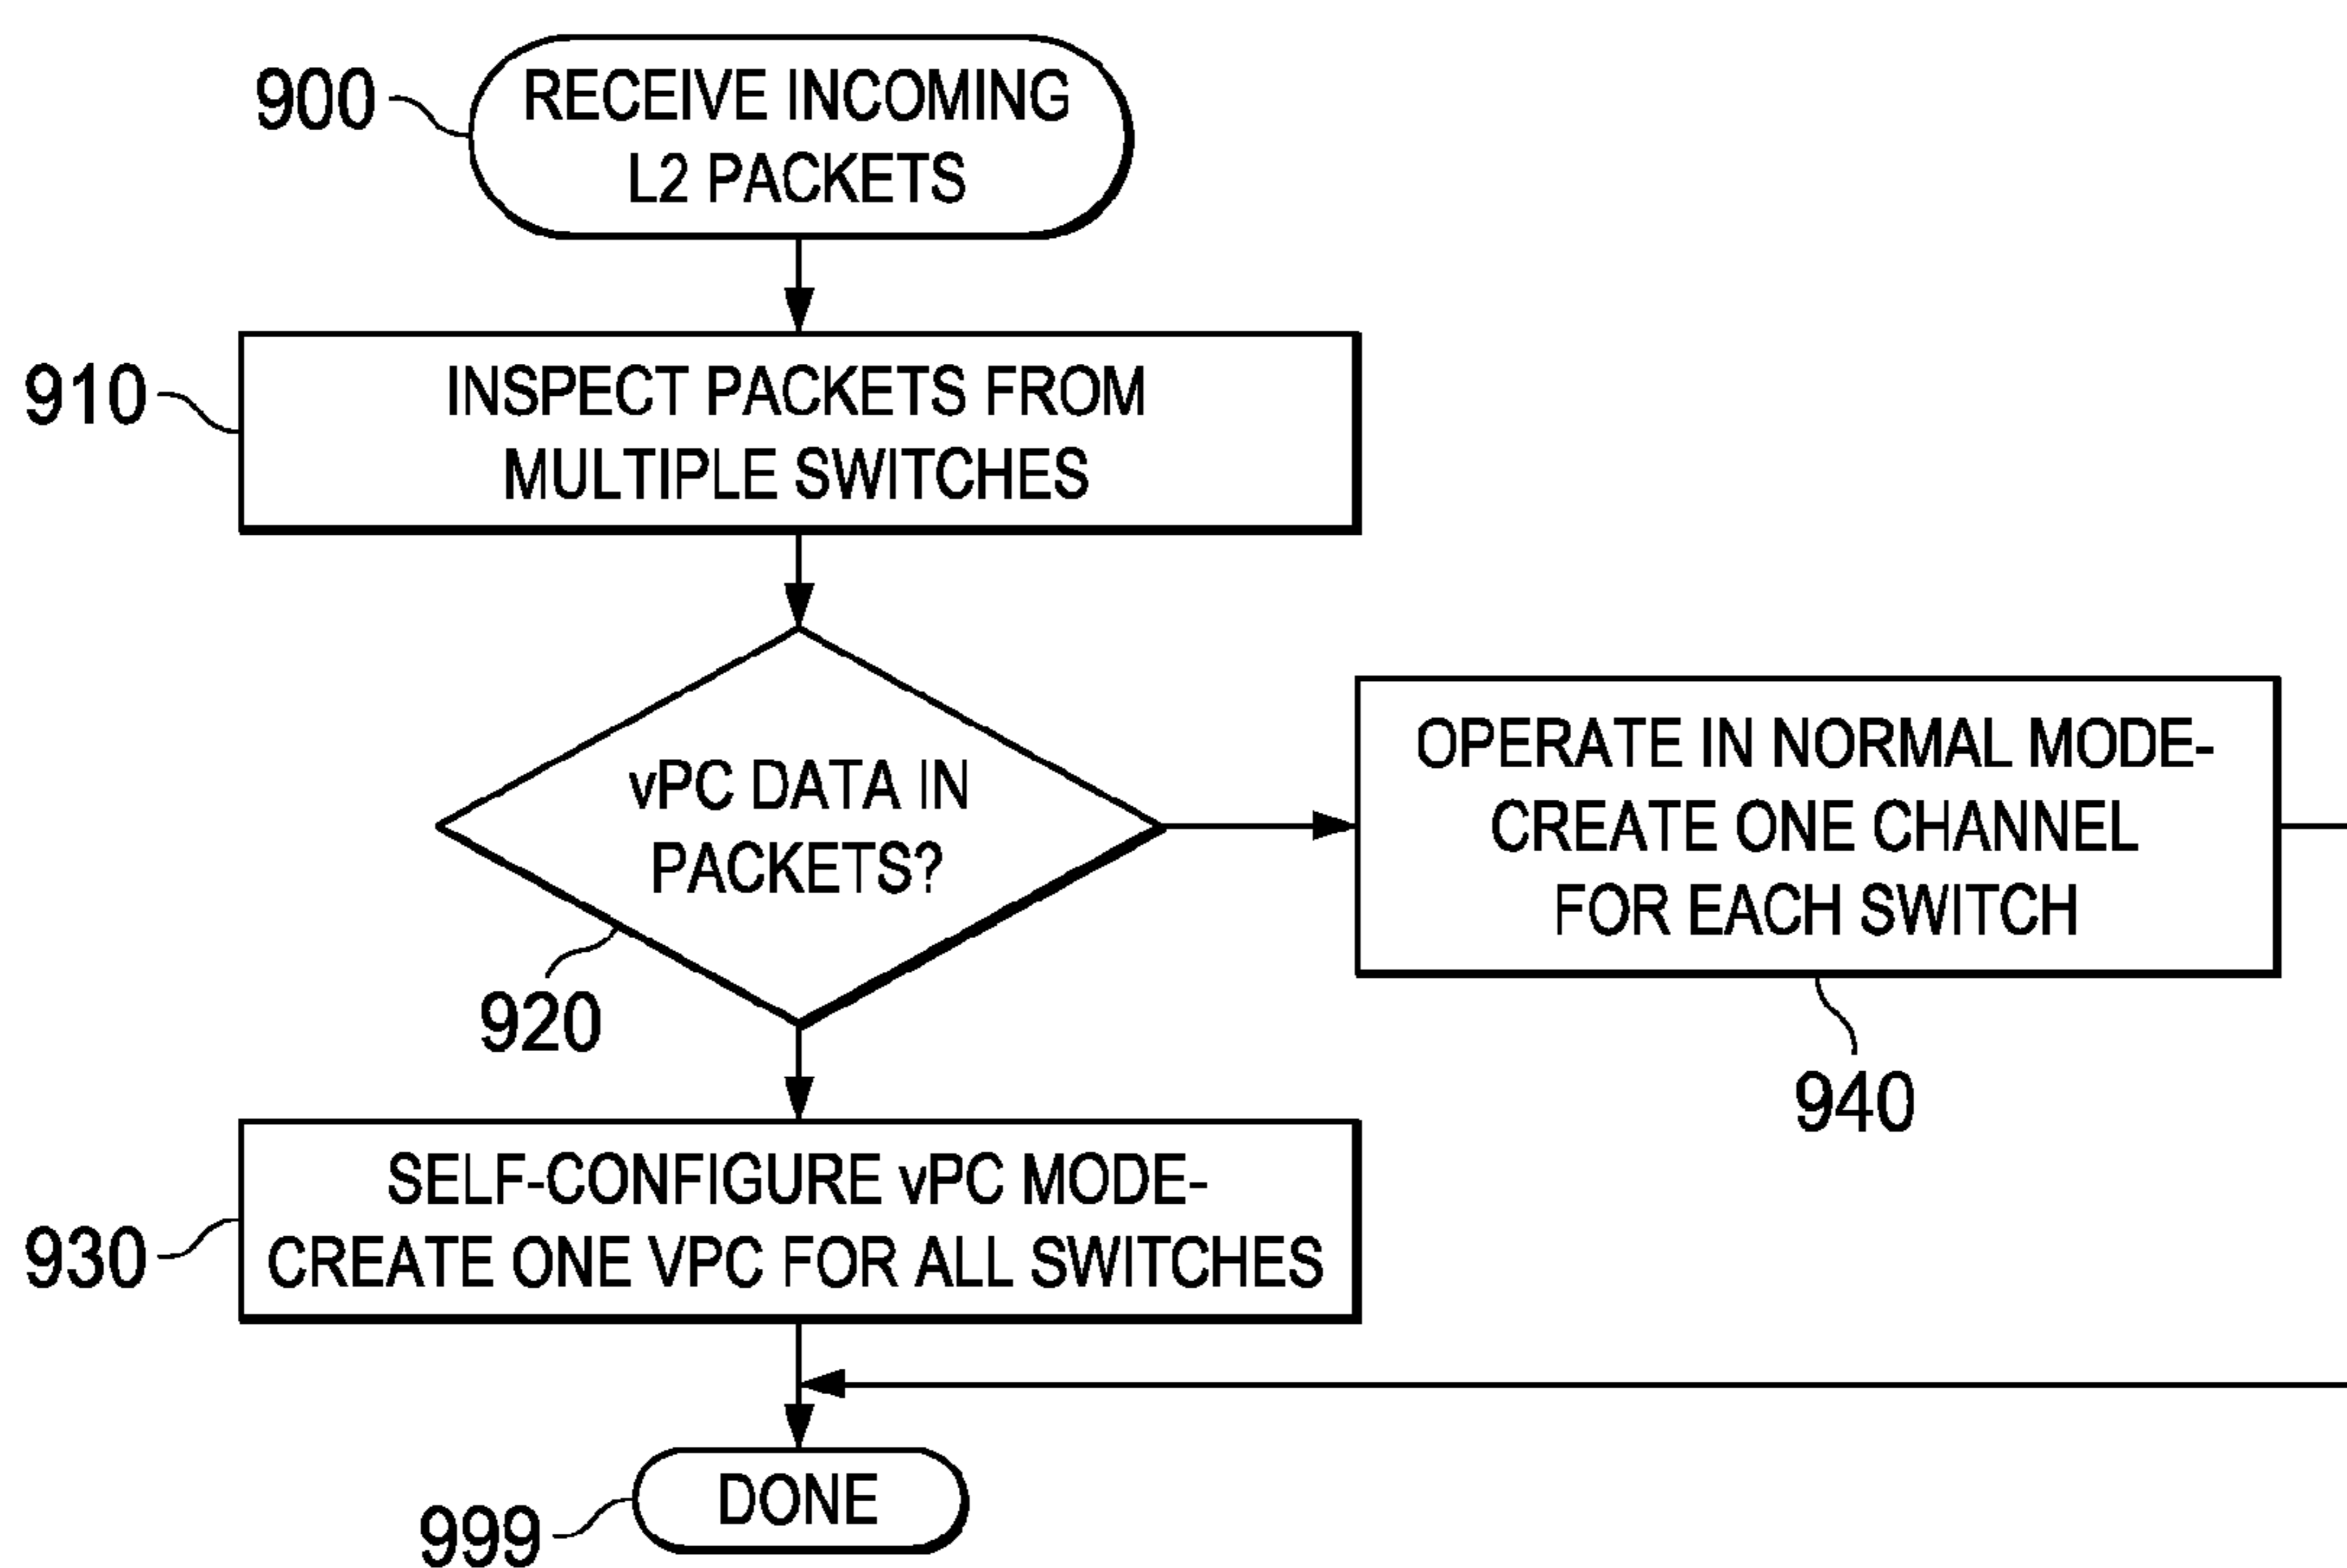 900
RECEIVE INCOMING
L2 PACKETS
910
INSPECT PACKETS FROM
MULTIPLE SWITCHES
vPC DATA IN
PACKETS?
920
OPERATE IN NORMAL MODE-
CREATE ONE CHANNEL
FOR EACH SWITCH
940
930
SELF-CONFIGURE vPC MODE-
CREATE ONE VPC FOR ALL SWITCHES
999
DONE